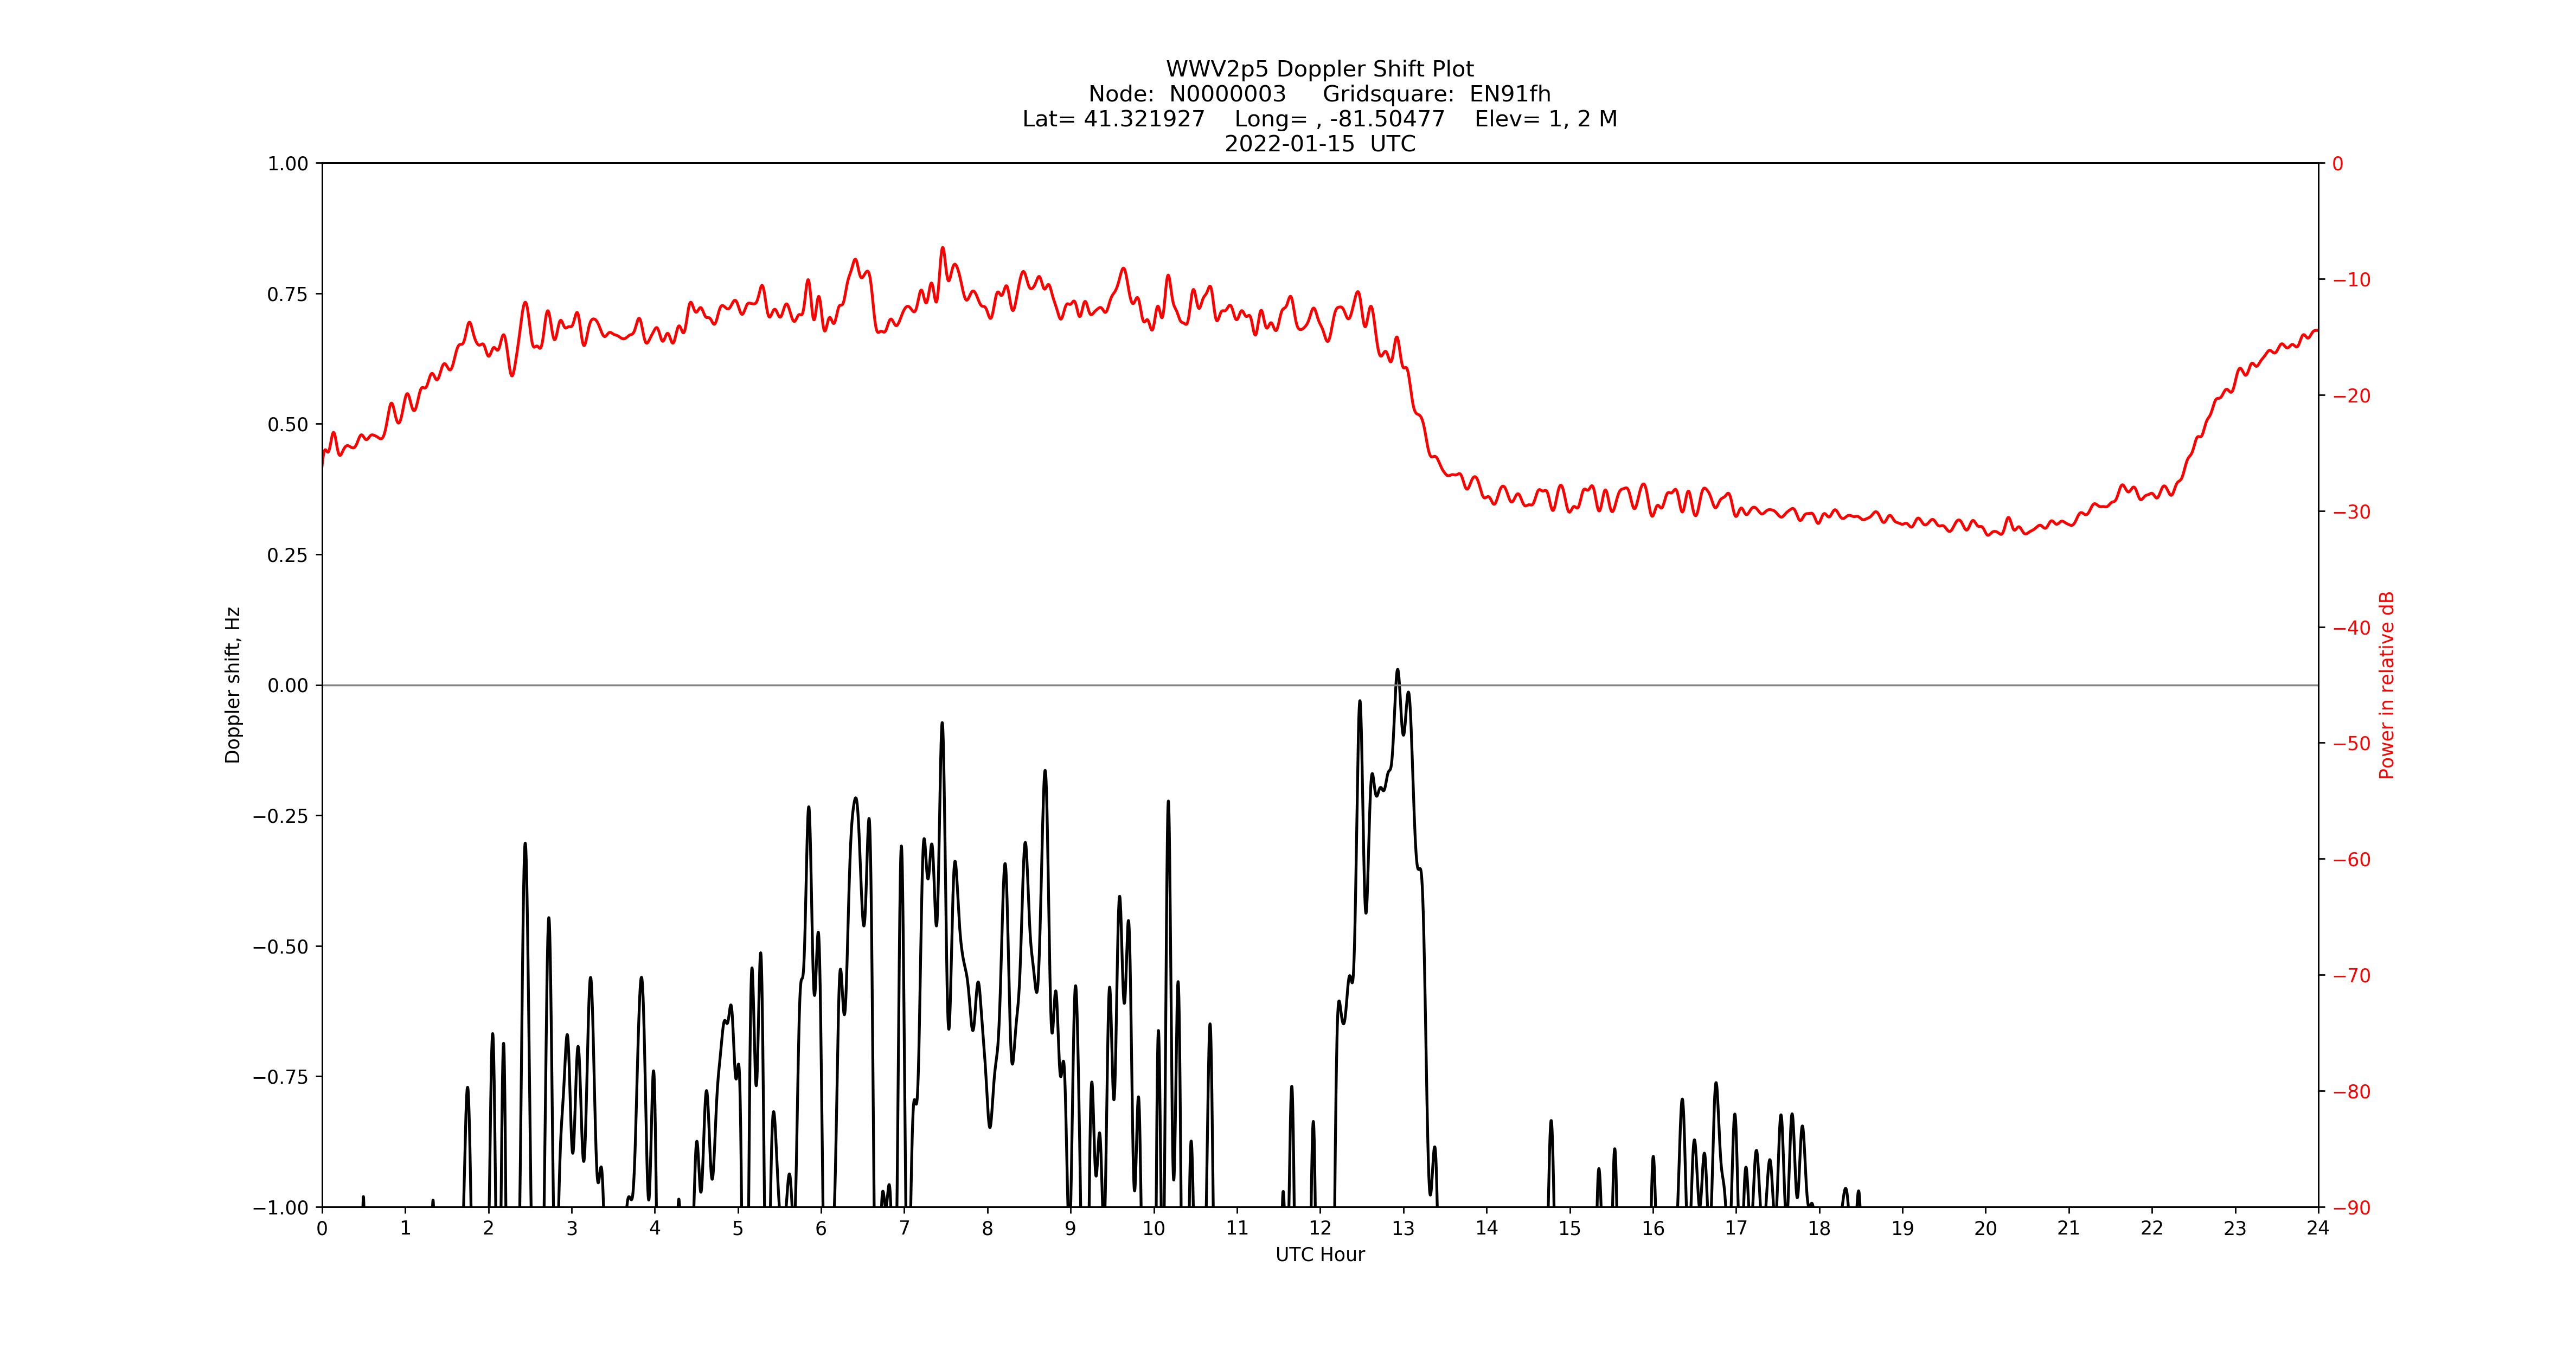 WWV2p5 Doppler Shift Plot
Node:  N0000003     Gridsquare:  EN91fh
Lat= 41.321927    Long= , -81.50477    Elev= 1, 2 M
2022-01-15  UTC
1.00
0.75
0.50
0.25
0.00
−0.25
−0.50
−0.75
−1.00
Doppler shift, Hz
0
−10
−20
−30
−40
−50
−60
−70
−80
−90
Power in relative dB
0 1 2 3 4 5 6 7 8 9 10 11 12 13 14 15 16 17 18 19 20 21 22 23 24
UTC Hour